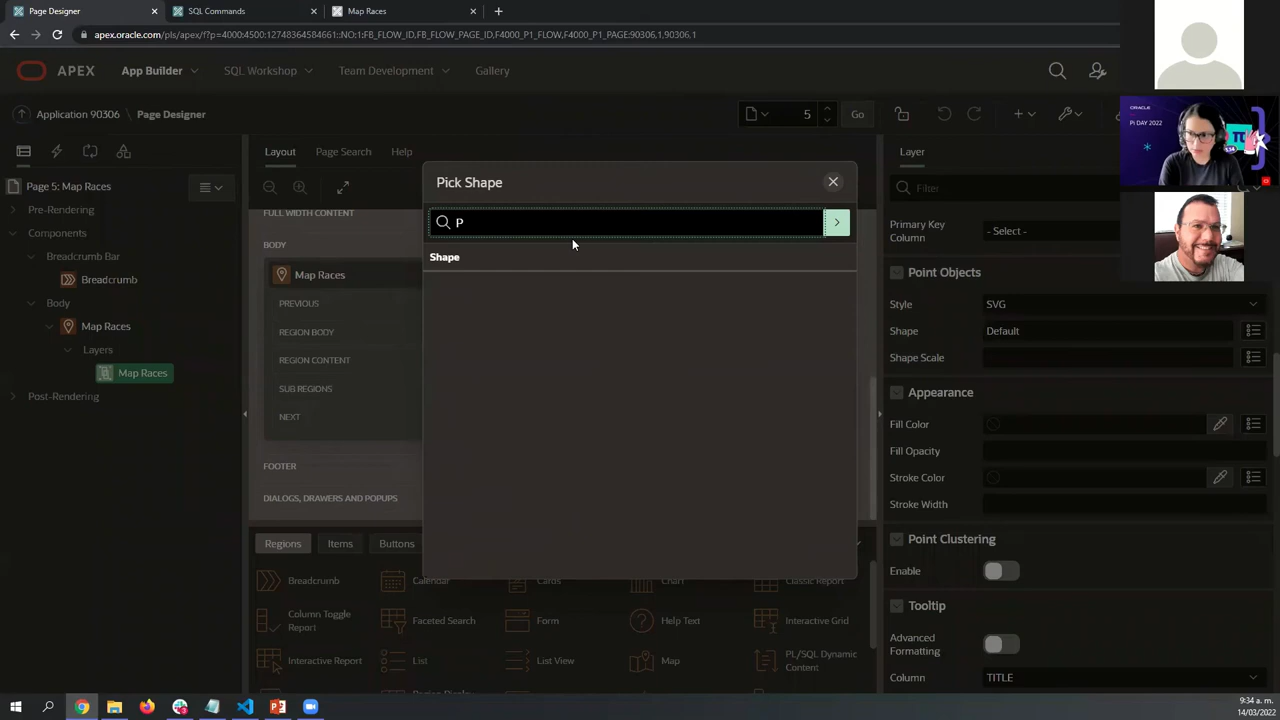 Page Designer
SQL Commands
Map Races
apex.oracle.com/pls/apex/f?p=4000:4500:12748364584661::NO:1:FB_FLOW_ID,FB_FLOW_PAGE_ID,F4000_P1_FLOW,F4000_P1_PAGE:90306,1,90306,1
APEX
App Builder
SQL Workshop
Team Development
Gallery
Application 90306
Page Designer
5
Go
ORACLE
Pi DAY 2022
Layout
Page Search
Help
Layer
Page 5: Map Races
Pre-Rendering
Components
Breadcrumb Bar
Breadcrumb
Body
Map Races
Layers
Map Races
Post-Rendering
FULL WIDTH CONTENT
BODY
Map Races
PREVIOUS
REGION BODY
REGION CONTENT
SUB REGIONS
NEXT
FOOTER
DIALOGS, DRAWERS AND POPUPS
Pick Shape
P
Shape
Regions
Items
Buttons
Breadcrumb
Calendar
Cards
Chart
Classic Report
Column Toggle
Report
Faceted Search
Form
Help Text
Interactive Grid
Interactive Report
List
List View
Map
PL/SQL Dynamic
Content
Region Display
Filter
Primary Key
Column
- Select -
Point Objects
Style
SVG
Shape
Default
Shape Scale
Appearance
Fill Color
Fill Opacity
Stroke Color
Stroke Width
Point Clustering
Enable
Tooltip
Advanced
Formatting
Column
TITLE
9:34 a. m.
14/03/2022